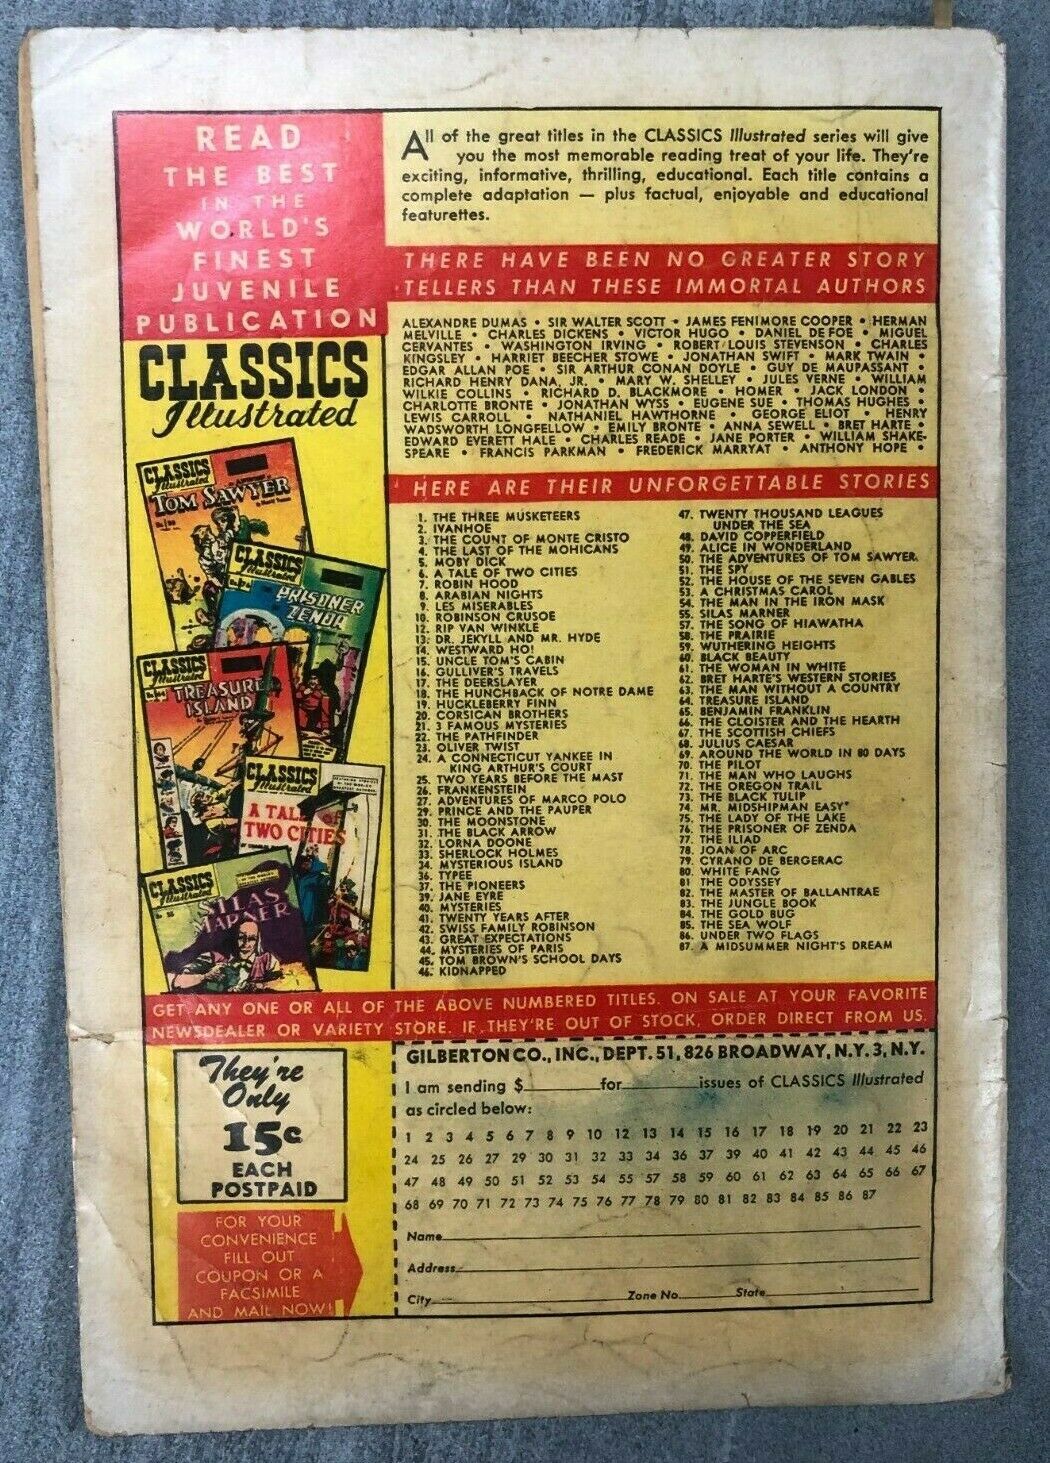 READ
THE BEST
IN THE
WORLD'S
FINEST
JUVENILE
PUBLICATION
CLASSICS
Illustrated
CLASSICS
Illustrated
TOM SAWYER
CLASSICS
Illustrated
PRISONER
ZENDA
CLASSICS
Illustrated
TREASURE
ISLAND
CLASSICS
Illustrated
A TALE OF
TWO CITIES
CLASSICS
Illustrated
SILAS
MARNER
All of the great titles in the CLASSICS Illustrated series will give
you the most memorable reading treat of your life. They're
exciting, informative, thrilling, educational. Each title contains a
complete adaptation — plus factual, enjoyable and educational
featurettes.
THERE HAVE BEEN NO GREATER STORY
TELLERS THAN THESE IMMORTAL AUTHORS
ALEXANDRE DUMAS • SIR WALTER SCOTT • JAMES FENIMORE COOPER • HERMAN
MELVILLE • CHARLES DICKENS • VICTOR HUGO • DANIEL DEFOE • MIGUEL
CERVANTES • WASHINGTON IRVING • ROBERT LOUIS STEVENSON • CHARLES
KINGSLEY • HARRIET BEECHER STOWE • JONATHAN SWIFT • MARK TWAIN •
EDGAR ALLAN POE • SIR ARTHUR CONAN DOYLE • GUY DE MAUPASSANT •
RICHARD HENRY DANA, JR. • MARY W. SHELLEY • JULES VERNE • WILLIAM
WILKIE COLLINS • RICHARD D. BLACKMORE • HOMER • JACK LONDON •
CHARLOTTE BRONTE • JONATHAN WYSS • EUGENE SUE • THOMAS HUGHES •
LEWIS CARROLL • NATHANIEL HAWTHORNE • GEORGE ELIOT • HENRY
WADSWORTH LONGFELLOW • EMILY BRONTE • ANNA SEWELL • BRET HARTE •
EDWARD EVERETT HALE • CHARLES READE • JANE PORTER • WILLIAM SHAKE-
SPEARE • FRANCIS PARKMAN • FREDERICK MARRYAT • ANTHONY HOPE •
HERE ARE THEIR UNFORGETTABLE STORIES
1. THE THREE MUSKETEERS
2. IVANHOE
3. THE COUNT OF MONTE CRISTO
4. THE LAST OF THE MOHICANS
5. MOBY DICK
6. A TALE OF TWO CITIES
7. ROBIN HOOD
8. ARABIAN NIGHTS
9. LES MISERABLES
10. ROBINSON CRUSOE
12. RIP VAN WINKLE
13. DR. JEKYLL AND MR. HYDE
14. WESTWARD HO!
15. UNCLE TOM'S CABIN
16. GULLIVER'S TRAVELS
17. THE DEERSLAYER
18. THE HUNCHBACK OF NOTRE DAME
19. HUCKLEBERRY FINN
20. CORSICAN BROTHERS
21. 3 FAMOUS MYSTERIES
22. THE PATHFINDER
23. OLIVER TWIST
24. A CONNECTICUT YANKEE IN
KING ARTHUR'S COURT
25. TWO YEARS BEFORE THE MAST
26. FRANKENSTEIN
27. ADVENTURES OF MARCO POLO
29. PRINCE AND THE PAUPER
30. THE MOONSTONE
31. THE BLACK ARROW
32. LORNA DOONE
33. SHERLOCK HOLMES
34. MYSTERIOUS ISLAND
36. TYPEE
37. THE PIONEERS
39. JANE EYRE
40. MYSTERIES
41. TWENTY YEARS AFTER
42. SWISS FAMILY ROBINSON
43. GREAT EXPECTATIONS
44. MYSTERIES OF PARIS
45. TOM BROWN'S SCHOOL DAYS
46. KIDNAPPED
47. TWENTY THOUSAND LEAGUES
UNDER THE SEA
48. DAVID COPPERFIELD
49. ALICE IN WONDERLAND
50. THE ADVENTURES OF TOM SAWYER
51. THE SPY
52. THE HOUSE OF THE SEVEN GABLES
53. A CHRISTMAS CAROL
54. THE MAN IN THE IRON MASK
55. SILAS MARNER
57. THE SONG OF HIAWATHA
58. THE PRAIRIE
59. WUTHERING HEIGHTS
60. BLACK BEAUTY
61. THE WOMAN IN WHITE
62. BRET HARTE'S WESTERN STORIES
63. THE MAN WITHOUT A COUNTRY
64. TREASURE ISLAND
65. BENJAMIN FRANKLIN
66. THE CLOISTER AND THE HEARTH
67. THE SCOTTISH CHIEFS
68. JULIUS CAESAR
69. AROUND THE WORLD IN 80 DAYS
70. THE PILOT
71. THE MAN WHO LAUGHS
72. THE OREGON TRAIL
73. THE BLACK TULIP
74. MR. MIDSHIPMAN EASY
75. THE LADY OF THE LAKE
76. THE PRISONER OF ZENDA
77. THE ILIAD
78. JOAN OF ARC
79. CYRANO DE BERGERAC
80. WHITE FANG
81. THE ODYSSEY
82. THE MASTER OF BALLANTRAE
83. THE JUNGLE BOOK
84. THE GOLD BUG
85. THE SEA WOLF
86. UNDER TWO FLAGS
87. A MIDSUMMER NIGHT'S DREAM
GET ANY ONE OR ALL OF THE ABOVE NUMBERED TITLES. ON SALE AT YOUR FAVORITE
NEWSDEALER OR VARIETY STORE. IF THEY'RE OUT OF STOCK, ORDER DIRECT FROM US.
They're
Only
15c
EACH
POSTPAID
FOR YOUR
CONVENIENCE
FILL OUT
COUPON OR A
FACSIMILE
AND MAIL NOW!
GILBERTON CO., INC., DEPT. 51, 826 BROADWAY, N.Y. 3, N.Y.
I am sending $ for issues of CLASSICS Illustrated
as circled below:
1 2 3 4 5 6 7 8 9 10 12 13 14 15 16 17 18 19 20 21 22 23
24 25 26 27 29 30 31 32 33 34 36 37 39 40 41 42 43 44 45 46
47 48 49 50 51 52 53 54 55 57 58 59 60 61 62 63 64 65 66 67
68 69 70 71 72 73 74 75 76 77 78 79 80 81 82 83 84 85 86 87
Name
Address
City Zone No. State